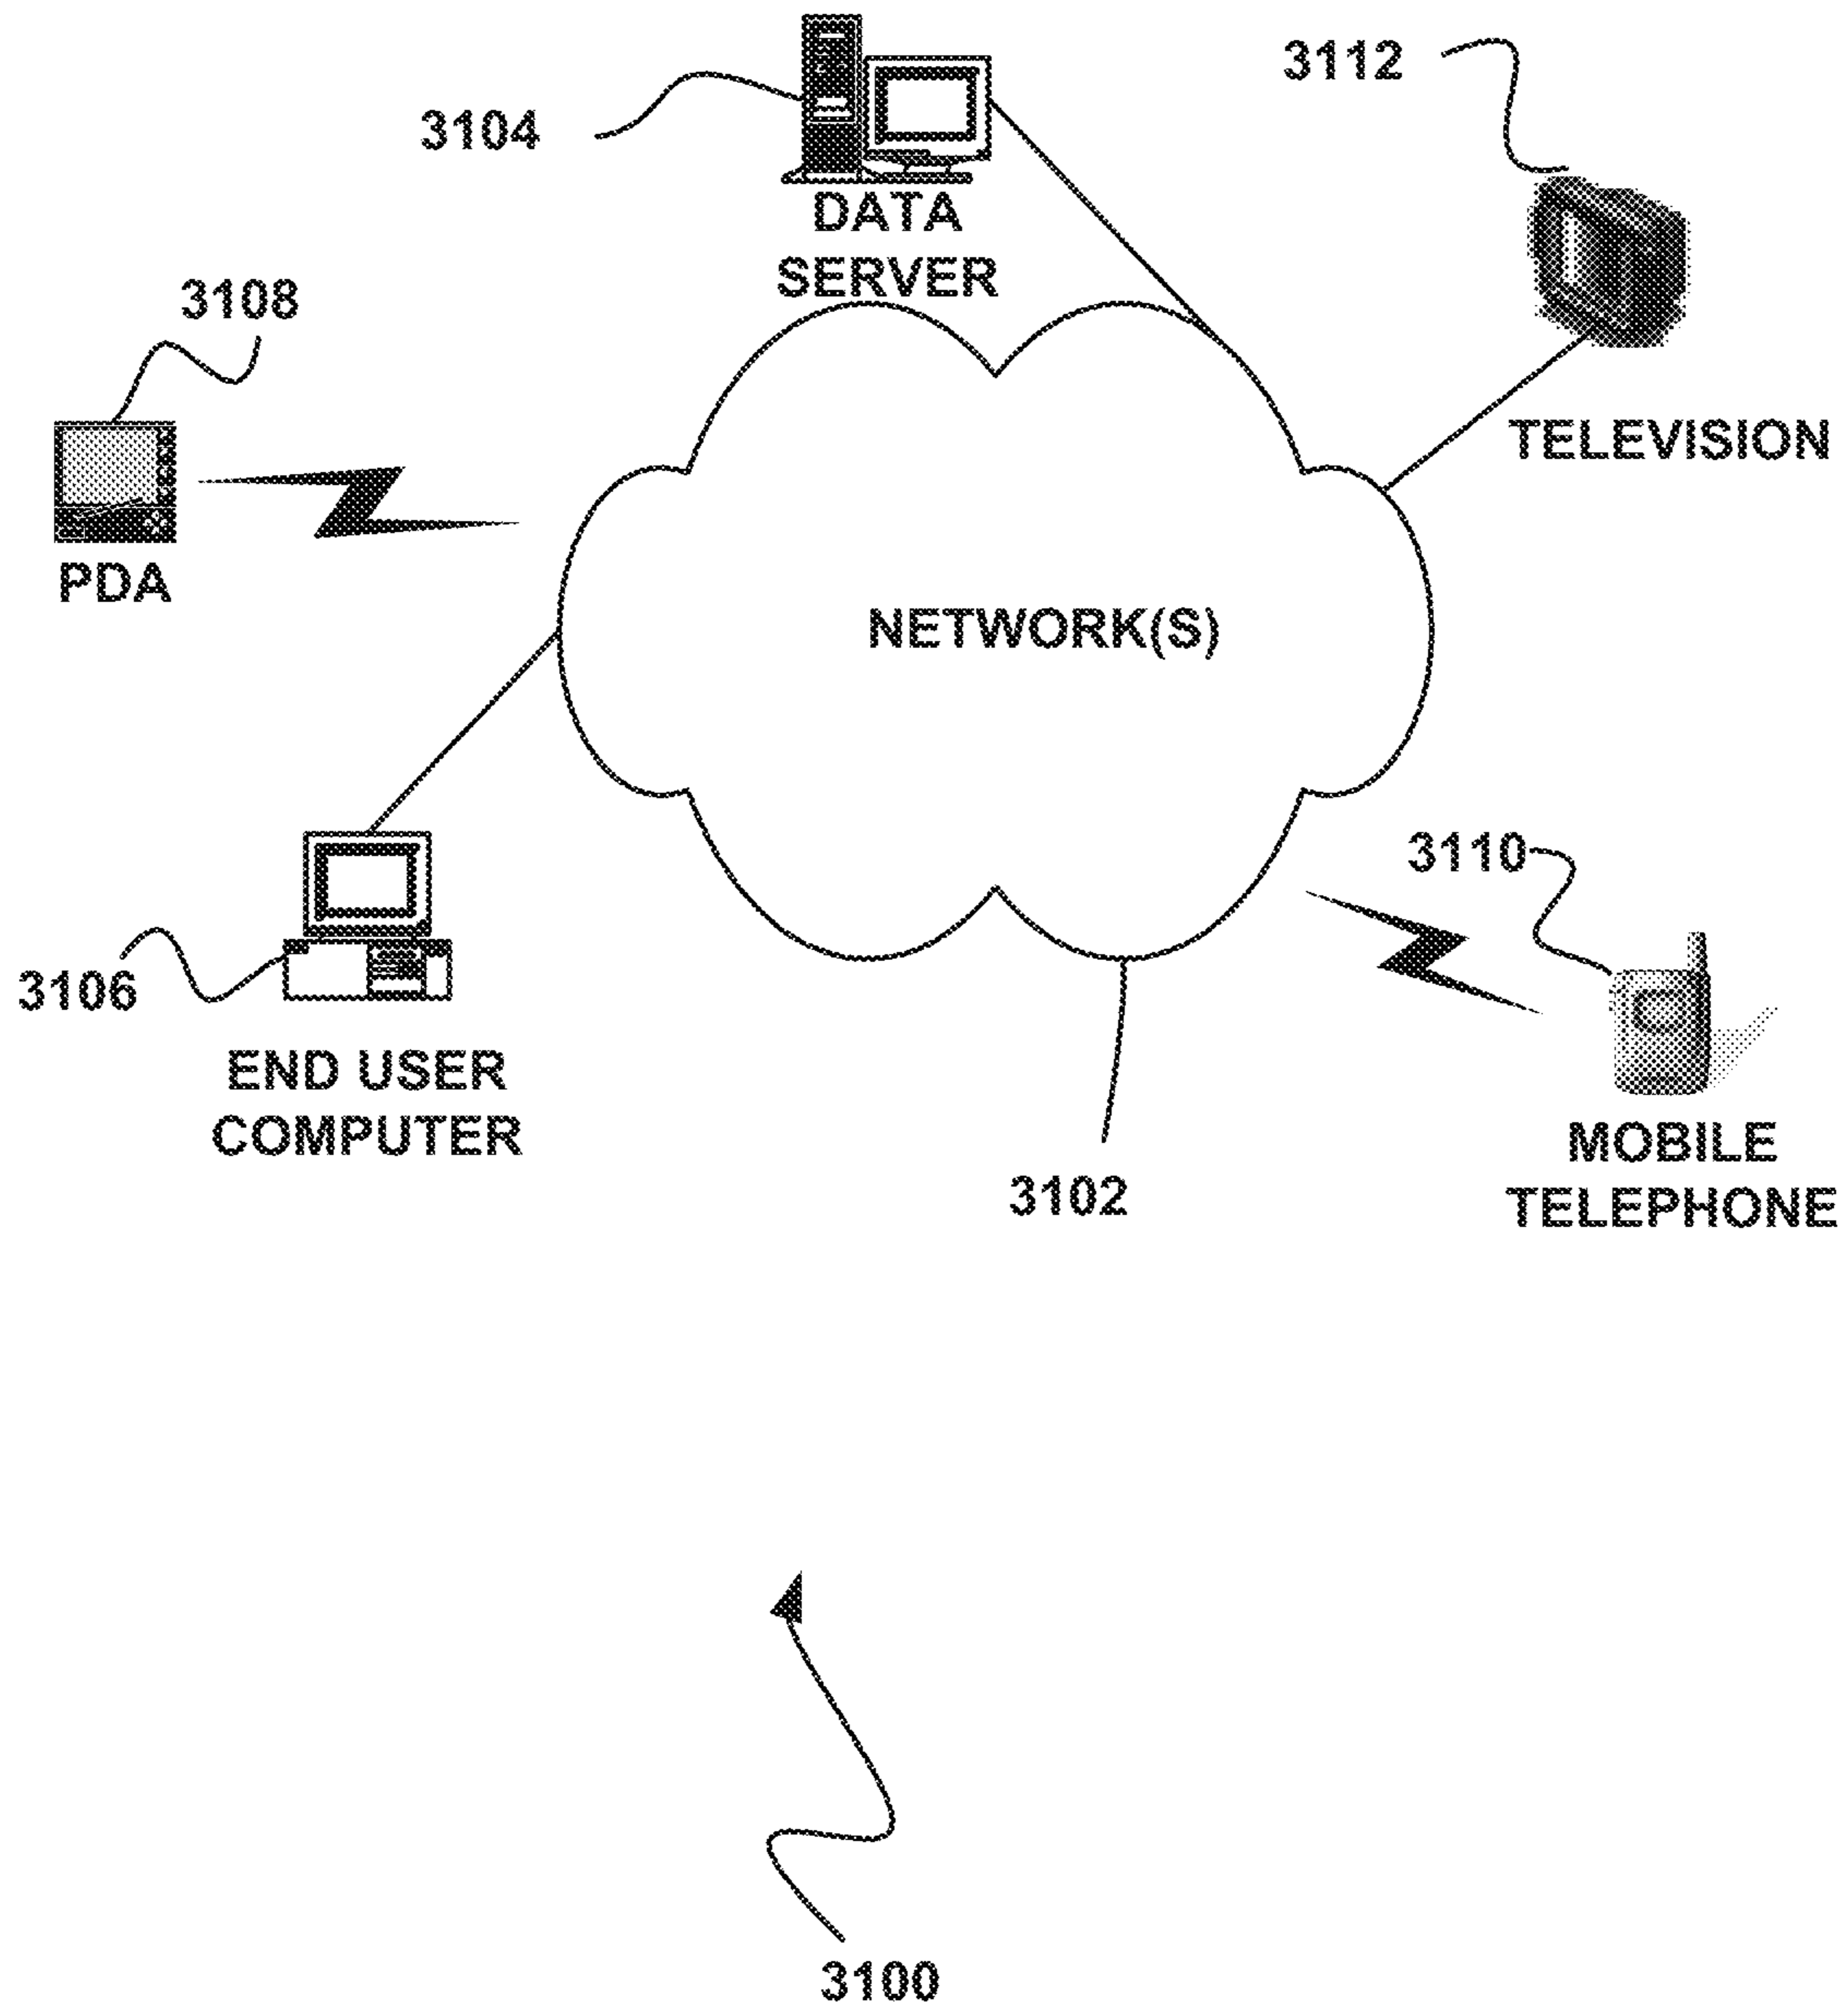 3112
3104
DATA
SERVER
3108
TELEVISION
PDA
NETWORK(S)
3110
3106
END USER
COMPUTER
3102
MOBILE
TELEPHONE
3100